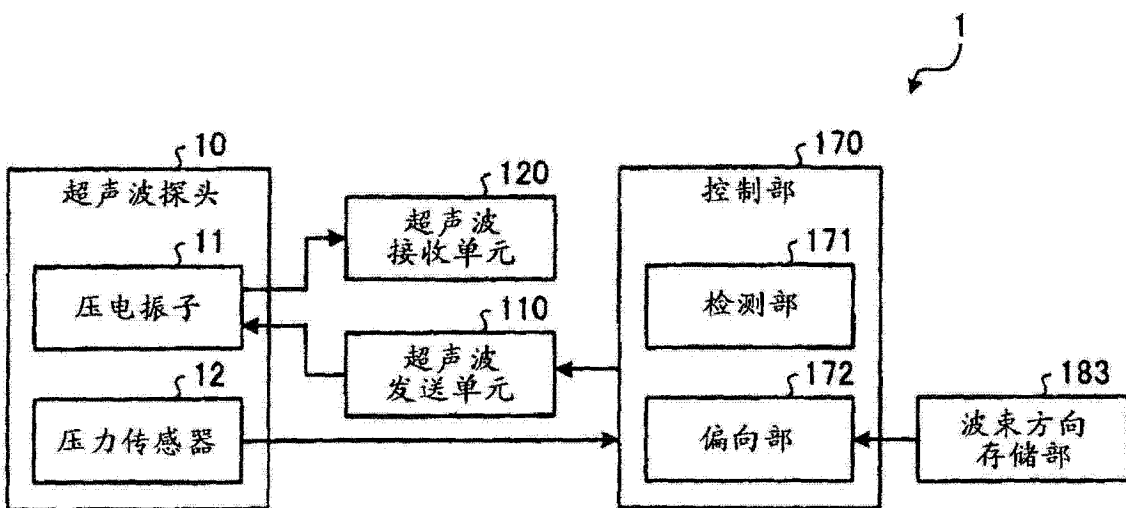 1
10
超声波探头
11
压电振子
12
压力传感器
120
超声波
接收单元
110
超声波
发送单元
170
控制部
171
检测部
172
偏向部
183
波束方向
存储部